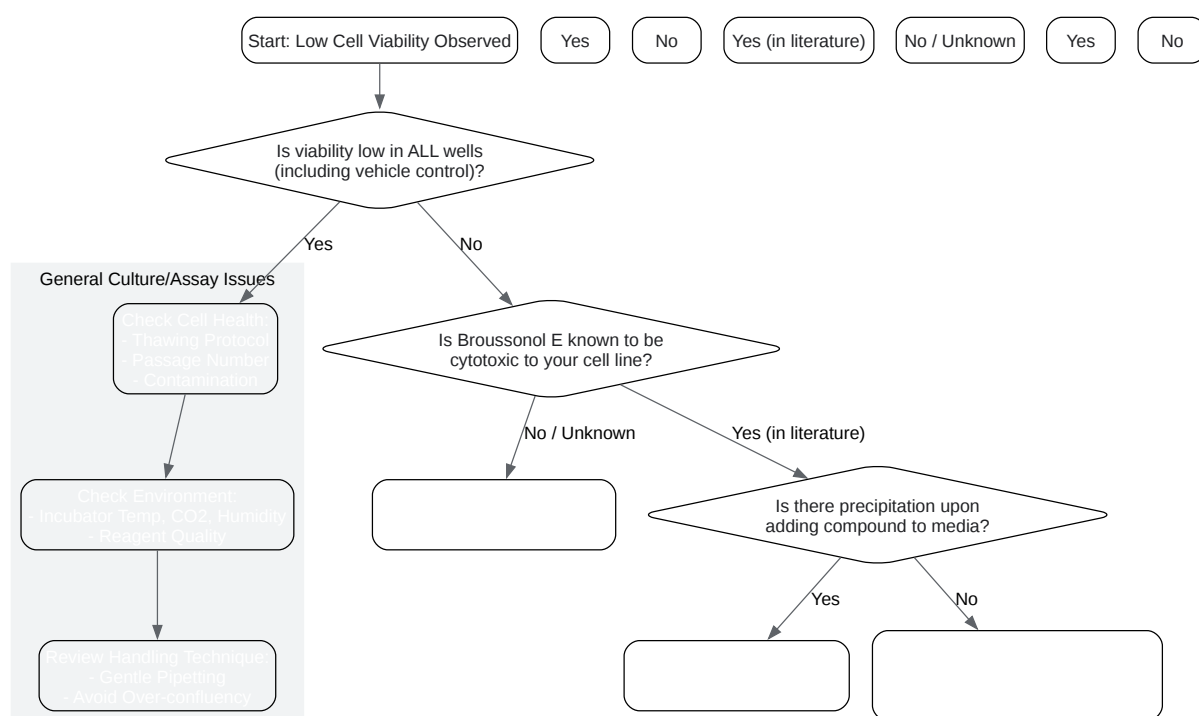 Start: Low Cell Viability Observed
Yes
No
Yes (in literature)
No / Unknown
Yes
No
Is viability low in ALL wells
(including vehicle control)?
Yes
No
General Culture/Assay Issues
Check Cell Health:
- Thawing Protocol
- Passage Number
- Contamination
Is Broussonol E known to be
cytotoxic to your cell line?
No / Unknown
Yes (in literature)
Check Environment:
- Incubator Temp, CO2, Humidity
- Reagent Quality
Is there precipitation upon
adding compound to media?
Yes
No
Review Handling Technique:
- Gentle Pipetting
- Avoid Over-confluency